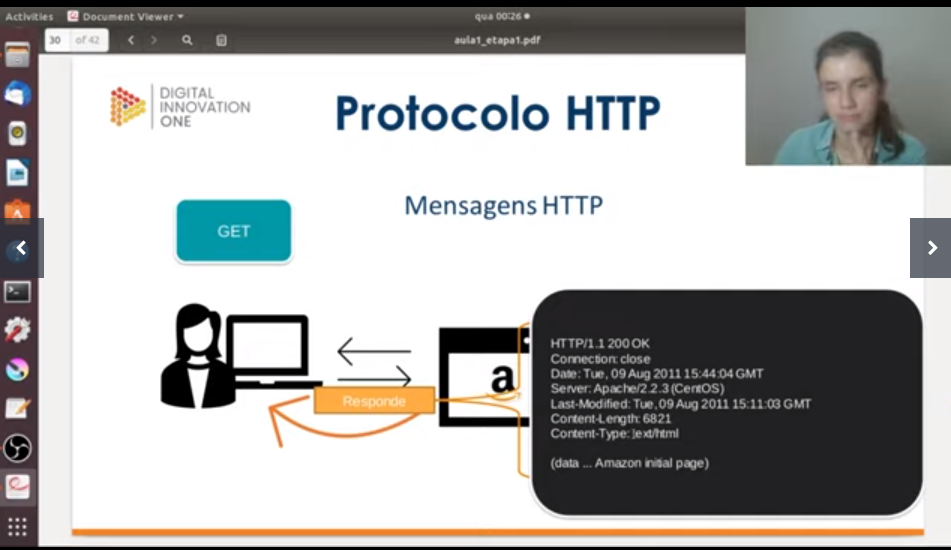 Activities
Document Viewer
qua 00:26
30
of 42
aula1_etapa1.pdf
DIGITAL
INNOVATION
ONE
Protocolo HTTP
Mensagens HTTP
GET
a
Responde
HTTP/1.1 200 OK
Connection: close
Date: Tue, 09 Aug 2011 15:44:04 GMT
Server: Apache/2.2.3 (CentOS)
Last-Modified: Tue, 09 Aug 2011 15:11:03 GMT
Content-Length: 6821
Content-Type: text/html
(data ... Amazon initial page)